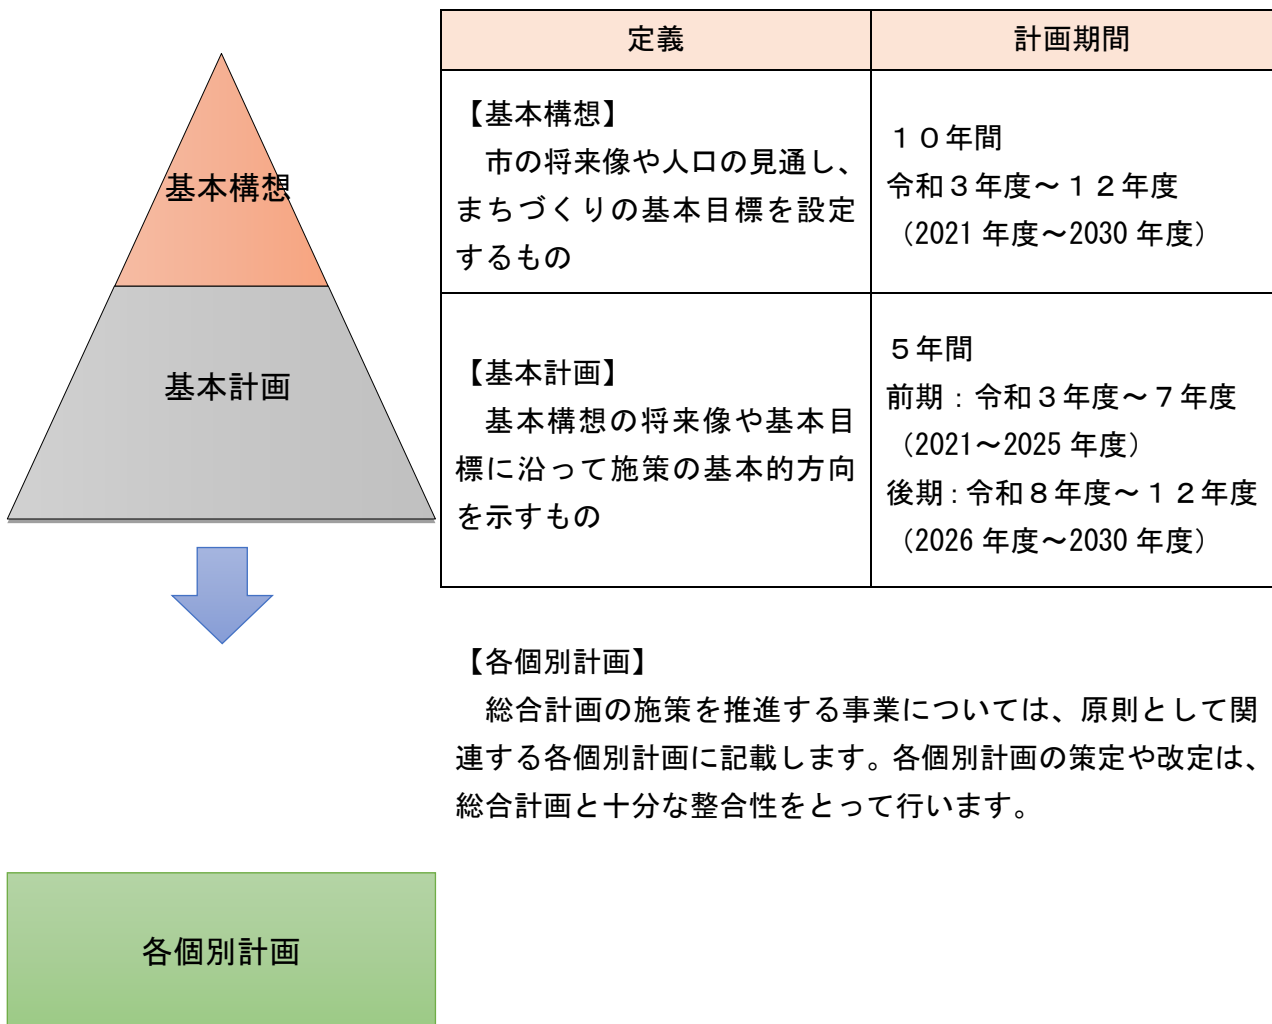 基本構想
基本計画
定義
計画期間
【基本構想】
市の将来像や人口の見通し、
まちづくりの基本目標を設定
するもの
１０年間
令和３年度～１２年度
（2021 年度～2030 年度）
【基本計画】
基本構想の将来像や基本目
標に沿って施策の基本的方向
を示すもの
５年間
前期：令和３年度～７年度
（2021～2025 年度）
後期：令和８年度～１２年度
（2026 年度～2030 年度）
【各個別計画】
総合計画の施策を推進する事業については、原則として関
連する各個別計画に記載します。各個別計画の策定や改定は、
総合計画と十分な整合性をとって行います。
各個別計画